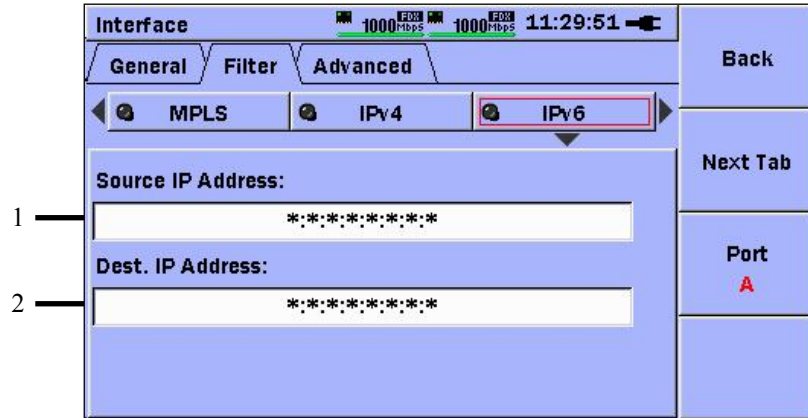 Interface 1000 FDX Mbps 1000 FDX Mbps 11:29:51
General Filter Advanced
MPLS IPv4 IPv6
Source IP Address:
1 *:*:*:*:*:*:*:*
Dest. IP Address:
2 *:*:*:*:*:*:*:*
Back
Next Tab
Port
A